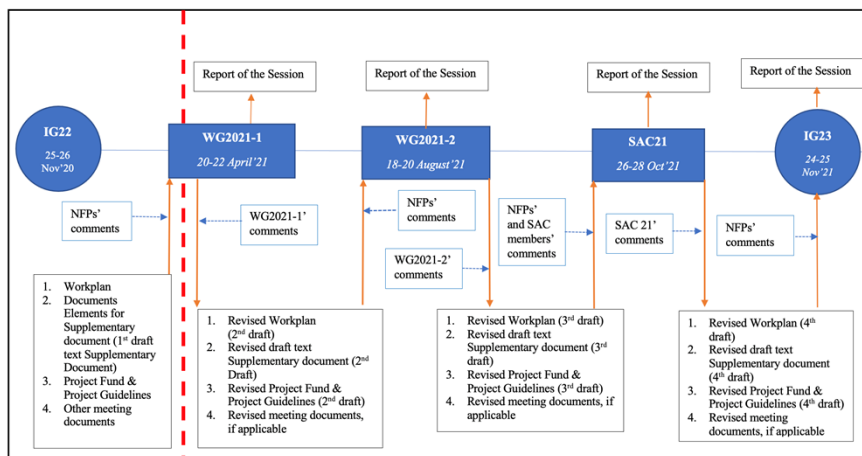 Report of the Session
Report of the Session
Report of the Session
Report of the Session
IG22
25-26
Nov'20
WG2021-1
20-22 April'21
WG2021-2
18-20 August'21
SAC21
26-28 Oct'21
IG23
24-25
Nov'21
NFPs'
comments
WG2021-1'
comments
NFPs'
comments
WG2021-2'
comments
NFPs'
and SAC
members'
comments
SAC 21'
comments
NFPs'
comments
1. Workplan
2. Documents
Elements for
Supplementary
document (1st draft
text Supplementary
Document)
3. Project Fund &
Project Guidelines
4. Other meeting
documents
1. Revised Workplan
(2nd draft)
2. Revised draft text
Supplementary document (2nd
Draft)
3. Revised Project Fund &
Project Guidelines (2nd draft)
4. Revised meeting documents,
if applicable
1. Revised Workplan (3rd draft)
2. Revised draft text
Supplementary document (3rd
draft)
3. Revised Project Fund &
Project Guidelines (3rd draft)
4. Revised meeting documents, if
applicable
1. Revised Workplan (4th
draft)
2. Revised draft text
Supplementary document
(4th draft)
3. Revised Project Fund &
Project Guidelines (4th draft)
4. Revised meeting
documents, if applicable